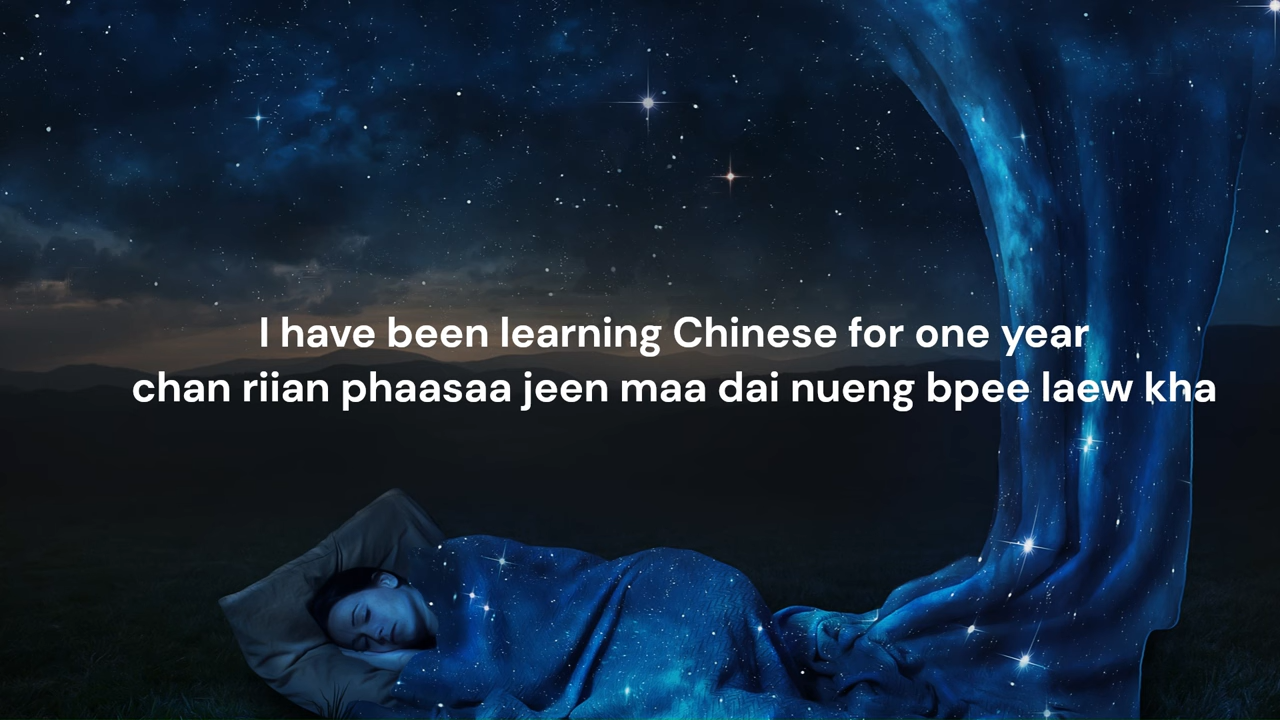 I have been learning Chinese for one year
chan riian phaasaa jeen maa dai nueng bpee laew kha